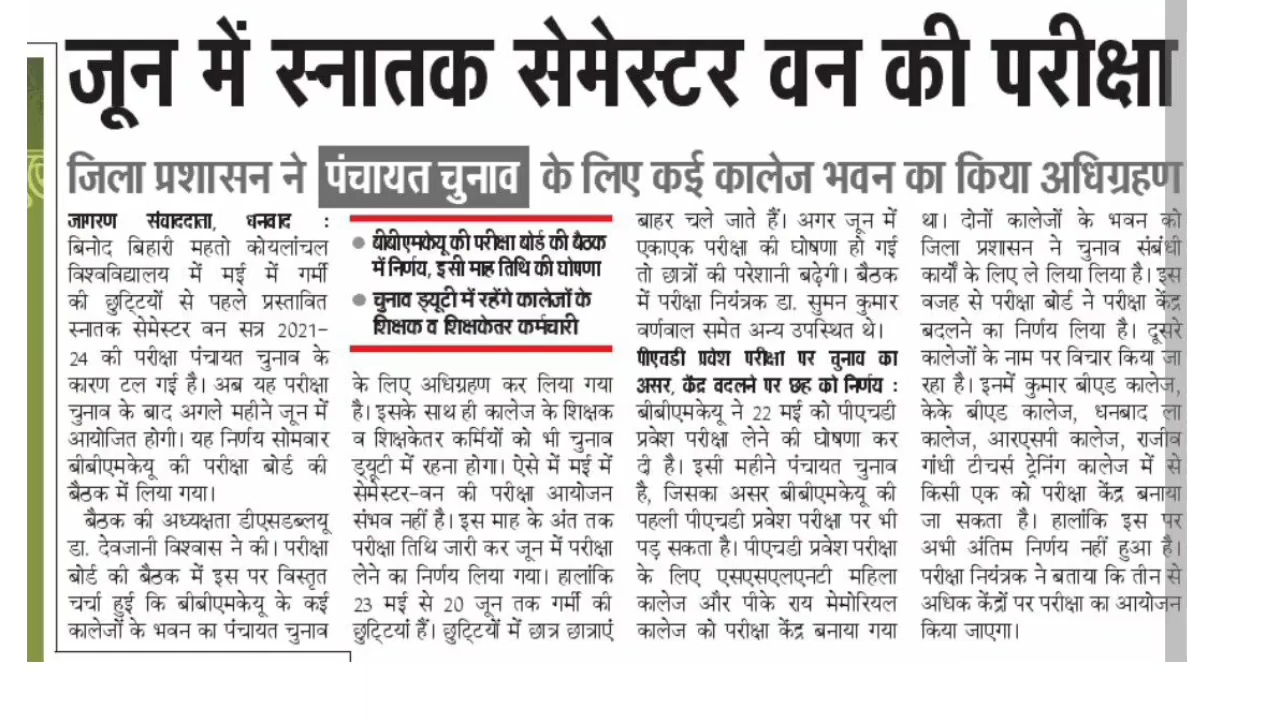 जून में स्नातक सेमेस्टर वन की परीक्षा
जिला प्रशासन ने पंचायत चुनाव के लिए कई कालेज भवन का किया अधिग्रहण
जागरण संवाददाता, धनबाद :
बिनोद बिहारी महतो कोयलांचल
विश्वविद्यालय में मई में गर्मी
की छुट्टियों से पहले प्रस्तावित
स्नातक सेमेस्टर वन सत्र 2021-
24 की परीक्षा पंचायत चुनाव के
कारण टल गई है। अब यह परीक्षा
चुनाव के बाद अगले महीने जून में
आयोजित होगी। यह निर्णय सोमवार
बीबीएमकेयू की परीक्षा बोर्ड की
बैठक में लिया गया।
बैठक की अध्यक्षता डीएसडब्लयू
डा. देवजानी विश्वास ने की। परीक्षा
बोर्ड की बैठक में इस पर विस्तृत
चर्चा हुई कि बीबीएमकेयू के कई
कालेजों के भवन का पंचायत चुनाव
बीबीएमकेयू की परीक्षा बोर्ड की बैठक
में निर्णय, इसी माह तिथि की घोषणा
चुनाव ड्यूटी में रहेंगे कालेजों के
शिक्षक व शिक्षकेतर कर्मचारी
के लिए अधिग्रहण कर लिया गया
है। इसके साथ ही कालेज के शिक्षक
व शिक्षकेतर कर्मियों को भी चुनाव
ड्यूटी में रहना होगा। ऐसे में मई में
सेमेस्टर-वन की परीक्षा आयोजन
संभव नहीं है। इस माह के अंत तक
परीक्षा तिथि जारी कर जून में परीक्षा
लेने का निर्णय लिया गया। हालांकि
23 मई से 20 जून तक गर्मी की
छुट्टियां हैं। छुट्टियों में छात्र छात्राएं
बाहर चले जाते हैं। अगर जून में
एकाएक परीक्षा की घोषणा हो गई
तो छात्रों की परेशानी बढ़ेगी। बैठक
में परीक्षा नियंत्रक डा. सुमन कुमार
वर्णवाल समेत अन्य उपस्थित थे।
पीएचडी प्रवेश परीक्षा पर चुनाव का
असर, केंद्र बदलने पर छह को निर्णय :
बीबीएमकेयू ने 22 मई को पीएचडी
प्रवेश परीक्षा लेने की घोषणा कर
दी है। इसी महीने पंचायत चुनाव
है, जिसका असर बीबीएमकेयू की
पहली पीएचडी प्रवेश परीक्षा पर भी
पड़ सकता है। पीएचडी प्रवेश परीक्षा
के लिए एसएसएलएनटी महिला
कालेज और पीके राय मेमोरियल
कालेज को परीक्षा केंद्र बनाया गया
था। दोनों कालेजों के भवन को
जिला प्रशासन ने चुनाव संबंधी
कार्यों के लिए ले लिया लिया है। इस
वजह से परीक्षा बोर्ड ने परीक्षा केंद्र
बदलने का निर्णय लिया है। दूसरे
कालेजों के नाम पर विचार किया जा
रहा है। इनमें कुमार बीएड कालेज,
केके बीएड कालेज, धनबाद ला
कालेज, आरएसपी कालेज, राजीव
गांधी टीचर्स ट्रेनिंग कालेज में से
किसी एक को परीक्षा केंद्र बनाया
जा सकता है। हालांकि इस पर
अभी अंतिम निर्णय नहीं हुआ है।
परीक्षा नियंत्रक ने बताया कि तीन से
अधिक केंद्रों पर परीक्षा का आयोजन
किया जाएगा।